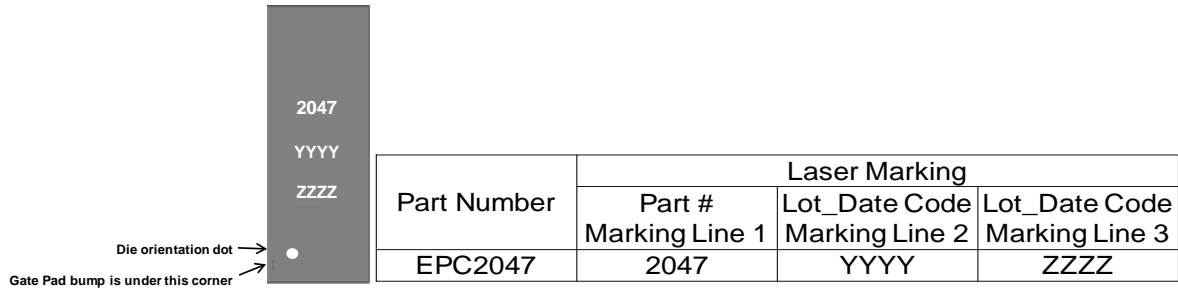 2047
YYYY
ZZZZ
Die orientation dot
Gate Pad bump is under this corner
Part Number
Laser Marking
Part #
Marking Line 1
Lot_Date Code
Marking Line 2
Lot_Date Code
Marking Line 3
EPC2047
2047
YYYY
ZZZZ